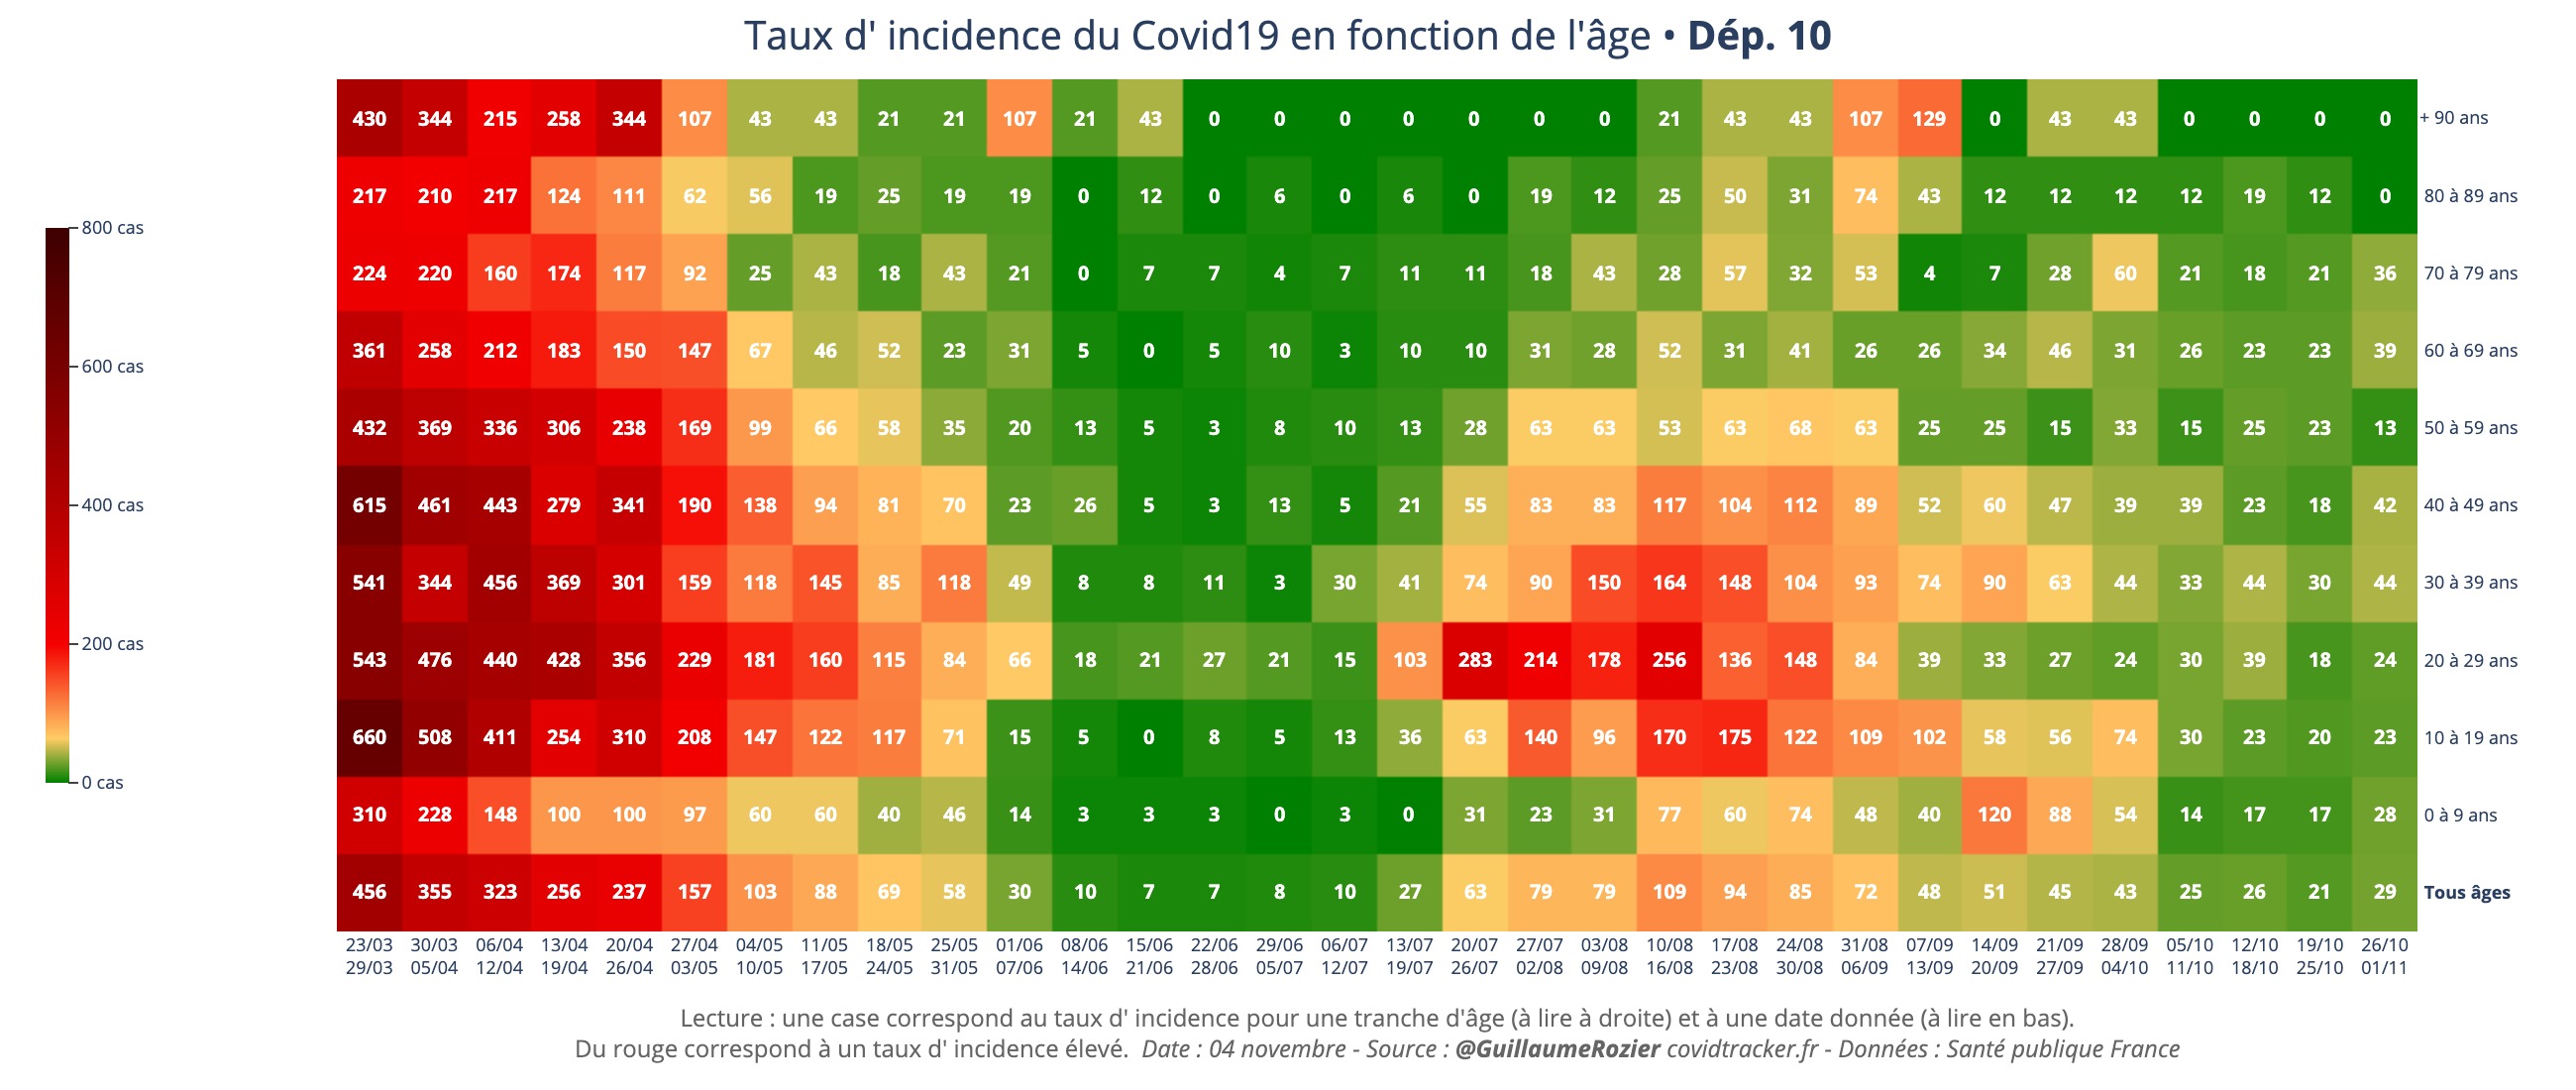 Taux d' incidence du Covid19 en fonction de l'âge • Dép. 10
800 cas
600 cas
400 cas
200 cas
0 cas
430 344 215 258 344 107 43 43 21 21 107 21 43 0 0 0 0 0 0 0 21 43 43 107 129 0 43 43 0 0 0 0 + 90 ans
217 210 217 124 111 62 56 19 25 19 19 0 12 0 6 0 6 0 19 12 25 50 31 74 43 12 12 12 12 19 12 0 80 à 89 ans
224 220 160 174 117 92 25 43 18 43 21 0 7 7 4 7 11 11 18 43 28 57 32 53 4 7 28 60 21 18 21 36 70 à 79 ans
361 258 212 183 150 147 67 46 52 23 31 5 0 5 10 3 10 10 31 28 52 31 41 26 26 34 46 31 26 23 23 39 60 à 69 ans
432 369 336 306 238 169 99 66 58 35 20 13 5 3 8 10 13 28 63 63 53 63 68 63 25 25 15 33 15 25 23 13 50 à 59 ans
615 461 443 279 341 190 138 94 81 70 23 26 5 3 13 5 21 55 83 83 117 104 112 89 52 60 47 39 39 23 18 42 40 à 49 ans
541 344 456 369 301 159 118 145 85 118 49 8 8 11 3 30 41 74 90 150 164 148 104 93 74 90 63 44 33 44 30 44 30 à 39 ans
543 476 440 428 356 229 181 160 115 84 66 18 21 27 21 15 103 283 214 178 256 136 148 84 39 33 27 24 30 39 18 24 20 à 29 ans
660 508 411 254 310 208 147 122 117 71 15 5 0 8 5 13 36 63 140 96 170 175 122 109 102 58 56 74 30 23 20 23 10 à 19 ans
310 228 148 100 100 97 60 60 40 46 14 3 3 3 0 3 0 31 23 31 77 60 74 48 40 120 88 54 14 17 17 28 0 à 9 ans
456 355 323 256 237 157 103 88 69 58 30 10 7 7 8 10 27 63 79 79 109 94 85 72 48 51 45 43 25 26 21 29 Tous âges
23/03 30/03 06/04 13/04 20/04 27/04 04/05 11/05 18/05 25/05 01/06 08/06 15/06 22/06 29/06 06/07 13/07 20/07 27/07 03/08 10/08 17/08 24/08 31/08 07/09 14/09 21/09 28/09 05/10 12/10 19/10 26/10
29/03 05/04 12/04 19/04 26/04 03/05 10/05 17/05 24/05 31/05 07/06 14/06 21/06 28/06 05/07 12/07 19/07 26/07 02/08 09/08 16/08 23/08 30/08 06/09 13/09 20/09 27/09 04/10 11/10 18/10 25/10 01/11
Lecture : une case correspond au taux d' incidence pour une tranche d'âge (à lire à droite) et à une date donnée (à lire en bas).
Du rouge correspond à un taux d' incidence élevé. Date : 04 novembre - Source : @GuillaumeRozier covidtracker.fr - Données : Santé publique France